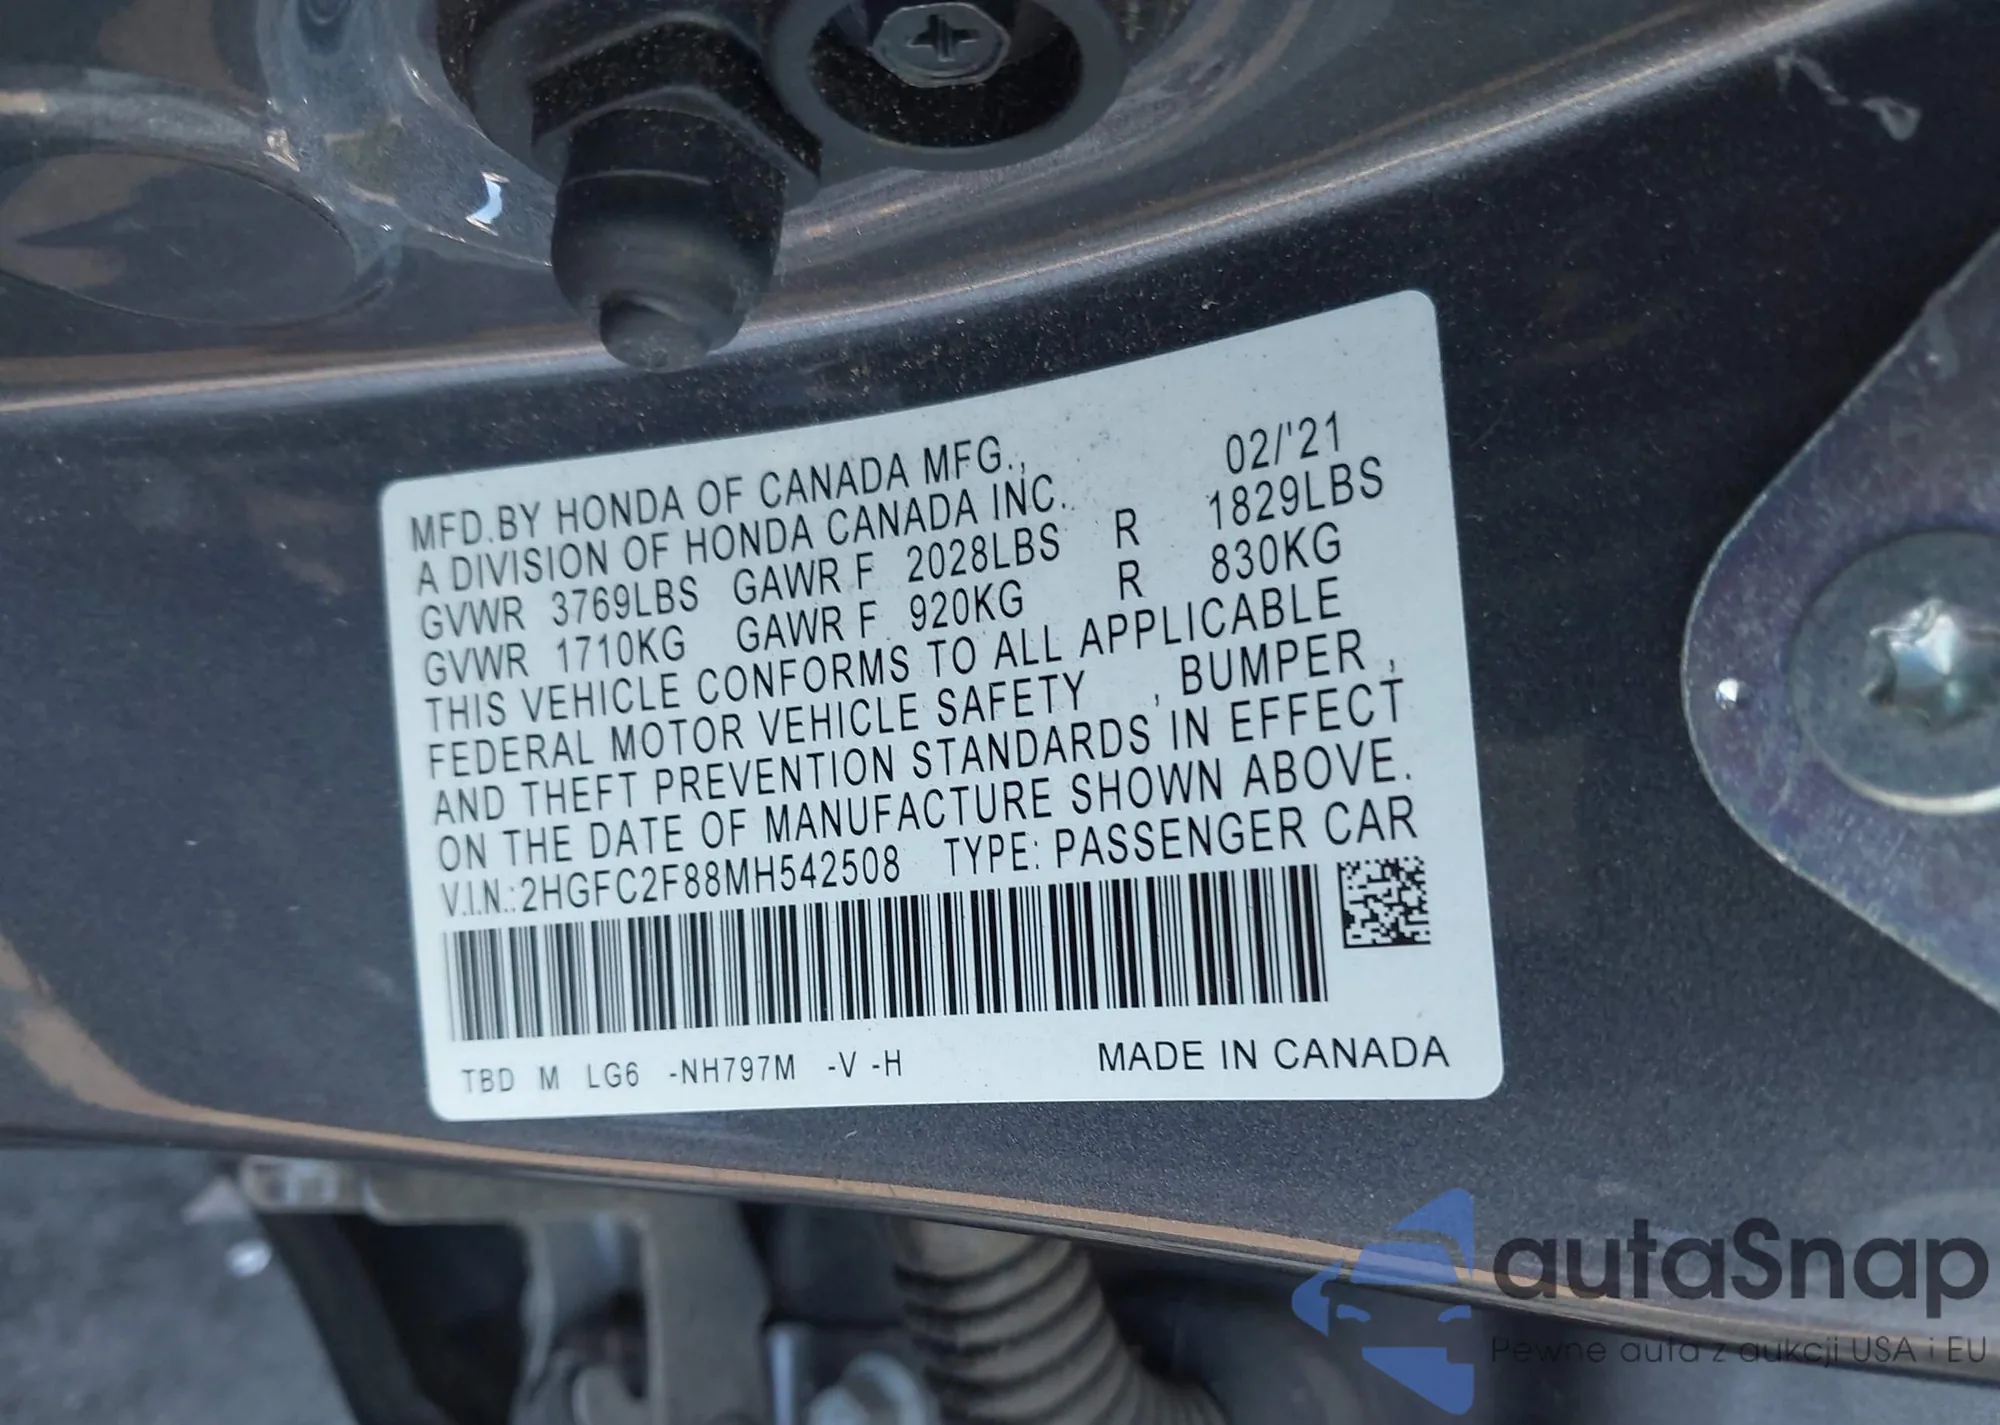 MFD.BY HONDA OF CANADA MFG., 02/'21
A DIVISION OF HONDA CANADA INC.
GVWR 3769LBS GAWR F 2028LBS R 1829LBS
GVWR 1710KG GAWR F 920KG R 830KG
THIS VEHICLE CONFORMS TO ALL APPLICABLE
FEDERAL MOTOR VEHICLE SAFETY , BUMPER ,
AND THEFT PREVENTION STANDARDS IN EFFECT
ON THE DATE OF MANUFACTURE SHOWN ABOVE.
V.I.N.:2HGFC2F88MH542508 TYPE: PASSENGER CAR
TBD M LG6 -NH797M -V -H MADE IN CANADA
autaSnap
Pewne auta z aukcji USA i EU